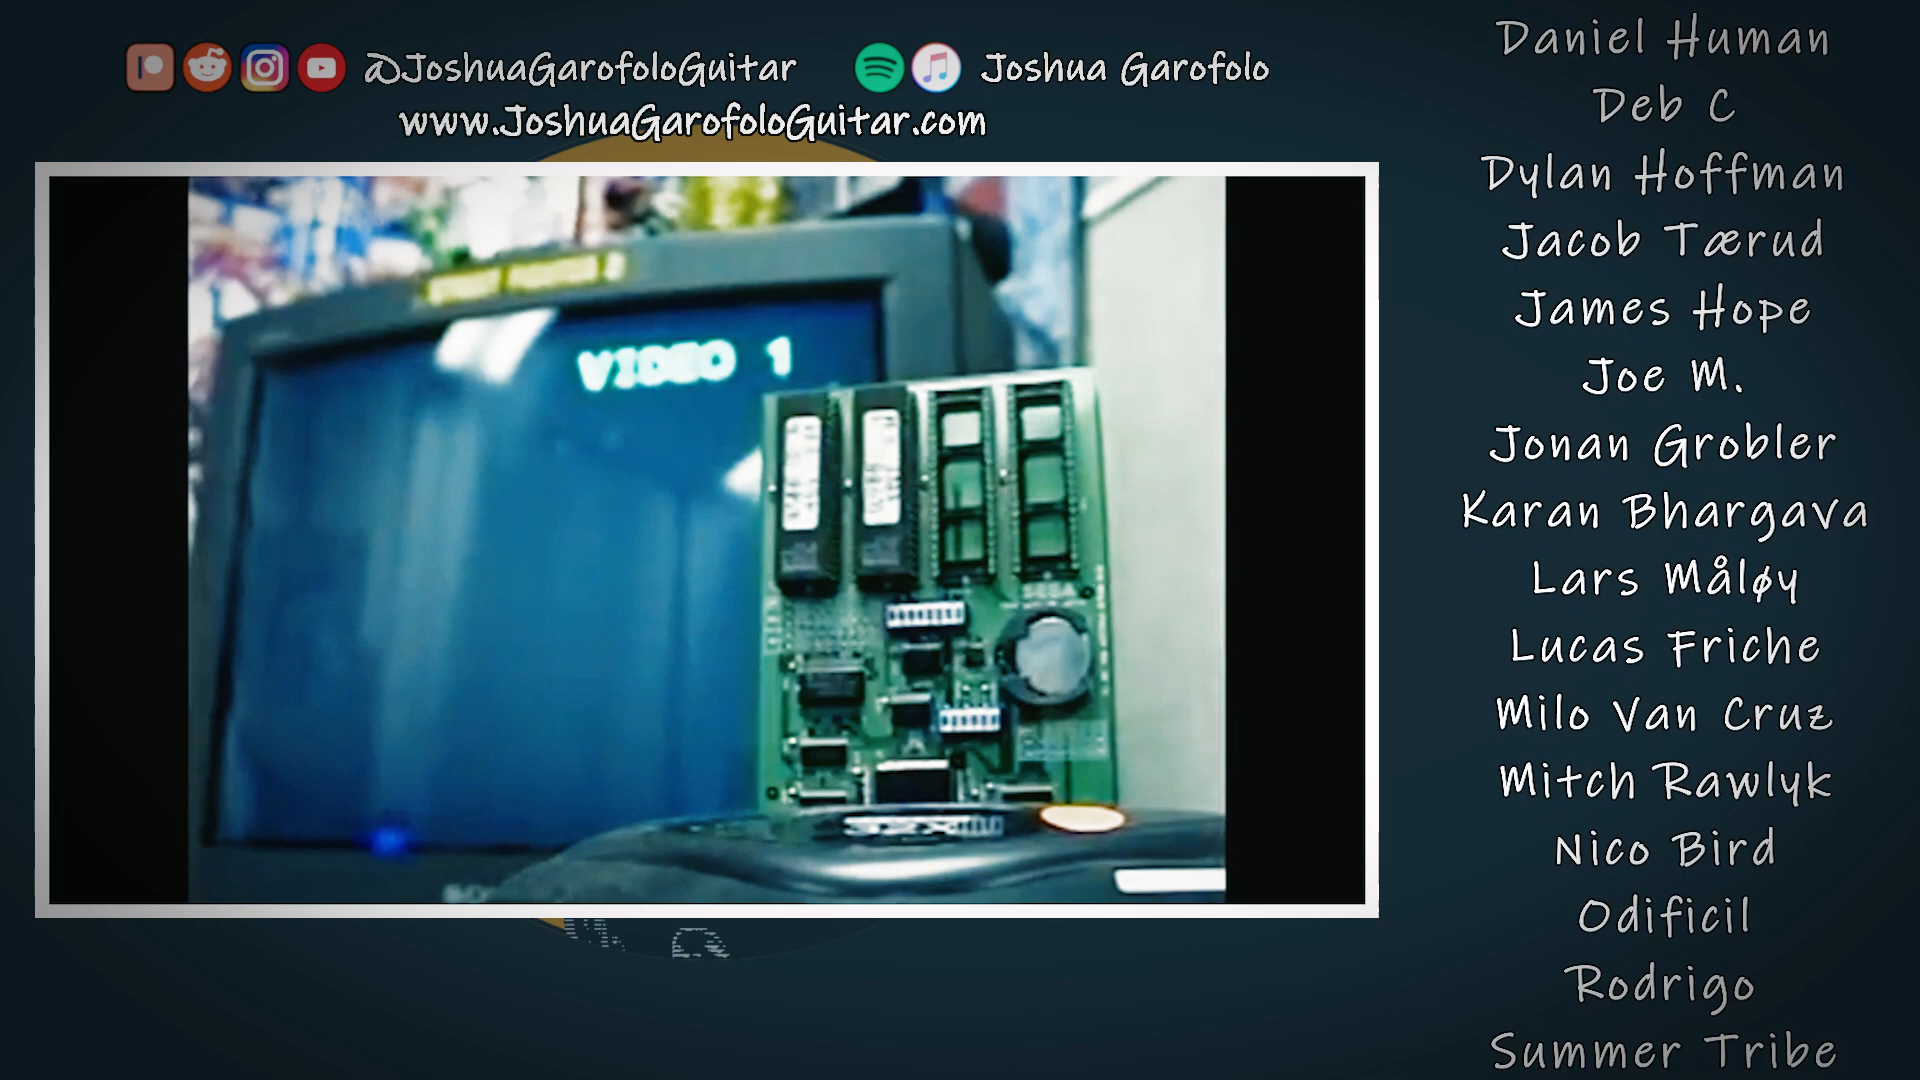 @JoshuaGarofoloGuitar
Joshua Garofolo
www.JoshuaGarofoloGuitar.com
VIDEO 1
SEGA
32X
Daniel Human
Deb C
Dylan Hoffman
Jacob Tærud
James Hope
Joe M.
Jonan Grobler
Karan Bhargava
Lars Måløy
Lucas Friche
Milo Van Cruz
Mitch Rawlyk
Nico Bird
Odificil
Rodrigo
Summer Tribe